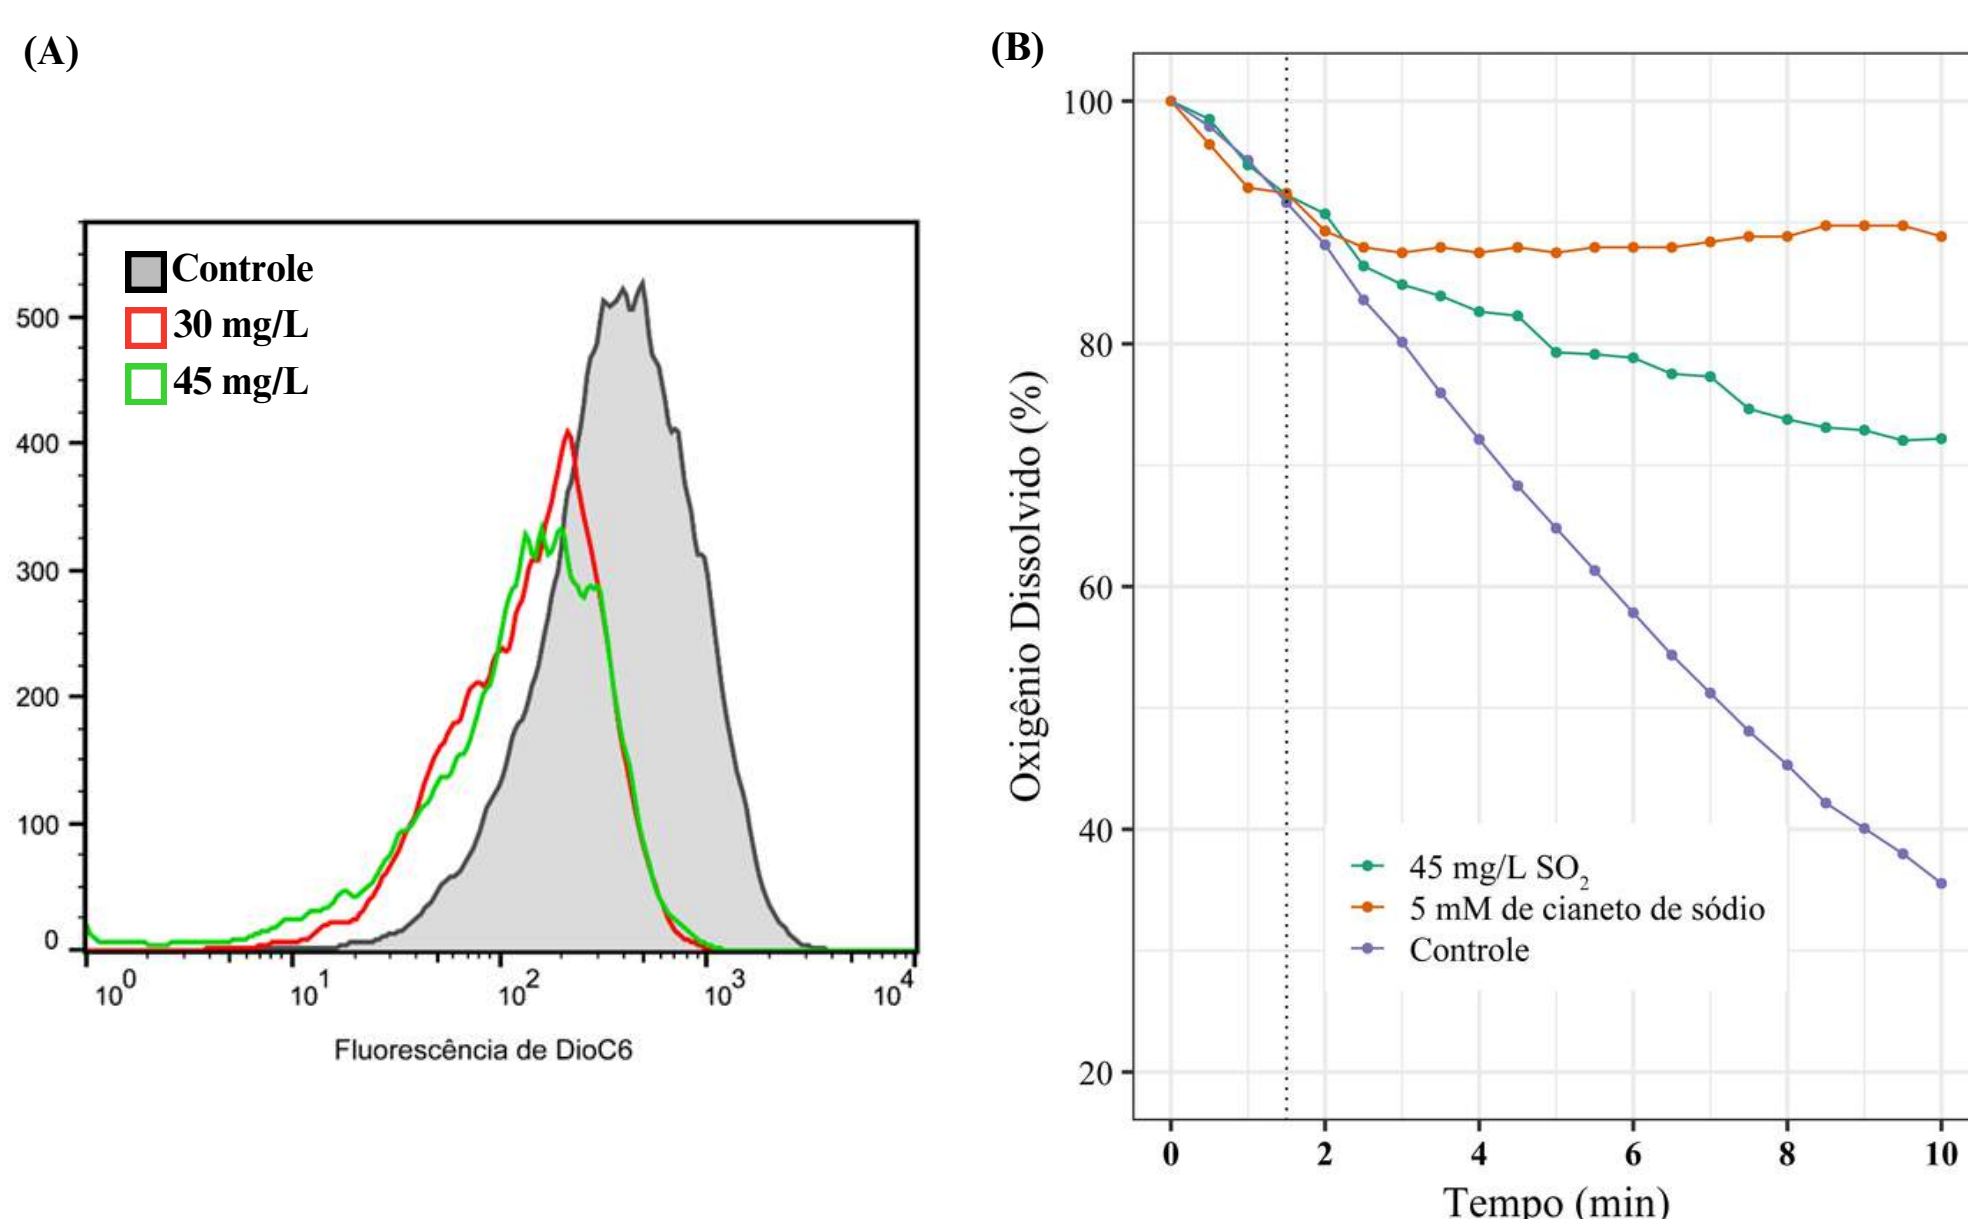 (A)
Controle
30 mg/L
45 mg/L
500
400
300
200
100
0
10^0 10^1 10^2 10^3 10^4
Fluorescência de DioC6
(B)
100
80
60
40
20
Oxigênio Dissolvido (%)
45 mg/L SO₂
5 mM de cianeto de sódio
Controle
0 2 4 6 8 10
Tempo (min)